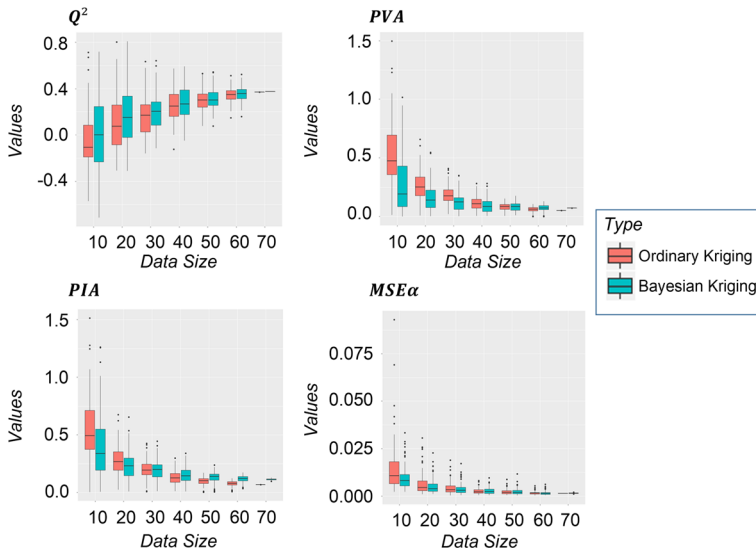 Q²
Values
0.8
0.4
0.0
-0.4
10 20 30 40 50 60 70
Data Size
PVA
Values
1.5
1.0
0.5
0.0
10 20 30 40 50 60 70
Data Size
Type
Ordinary Kriging
Bayesian Kriging
PIA
Values
1.5
1.0
0.5
0.0
10 20 30 40 50 60 70
Data Size
MSEα
Values
0.075
0.050
0.025
0.000
10 20 30 40 50 60 70
Data Size